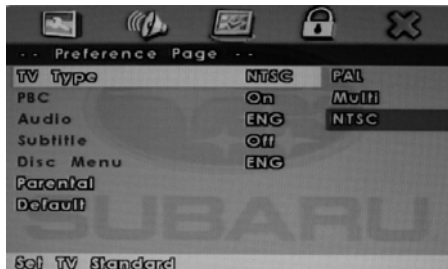 -- Preference Page --
TV Type NTSC PAL
PBC On Multi
Audio ENG NTSC
Subtitle Off
Disc Menu ENG
Parental
Default
SUBARU
Set TV Standard